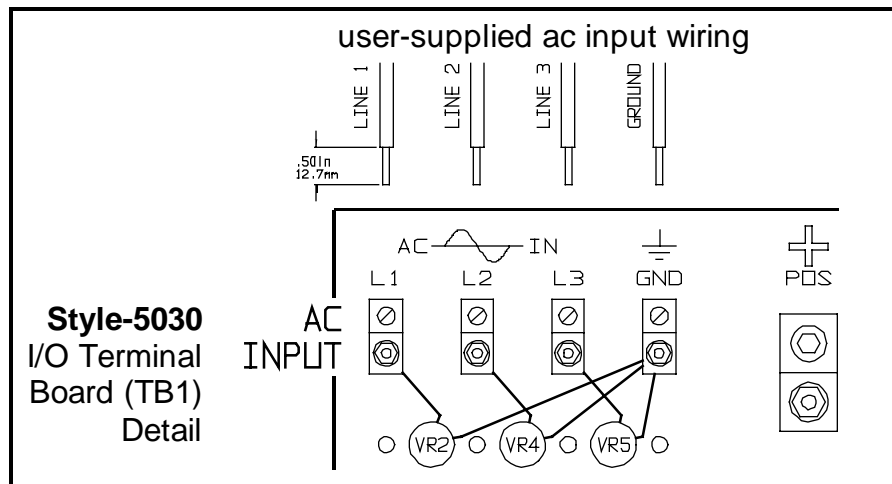 user-supplied ac input wiring
LINE 1
LINE 2
LINE 3
GROUND
.50in
12.7mm
AC IN
L1 L2 L3 GND POS
Style-5030
I/O Terminal
Board (TB1)
Detail
AC
INPUT
VR2 VR4 VR5